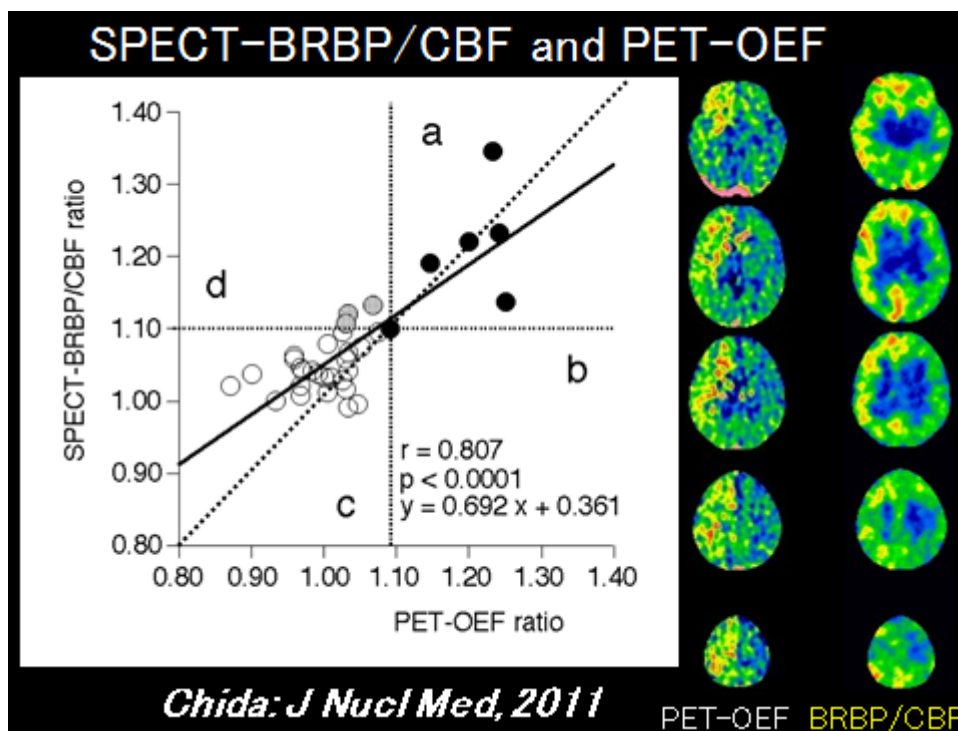 SPECT-BRBP/CBF and PET-OEF
SPECT-BRBP/CBF ratio
1.40
1.30
1.20
1.10
1.00
0.90
0.80
a
d
b
c
r = 0.807
p < 0.0001
y = 0.692 x + 0.361
0.80 0.90 1.00 1.10 1.20 1.30 1.40
PET-OEF ratio
Chida: J Nucl Med, 2011
PET-OEF BRBP/CBF